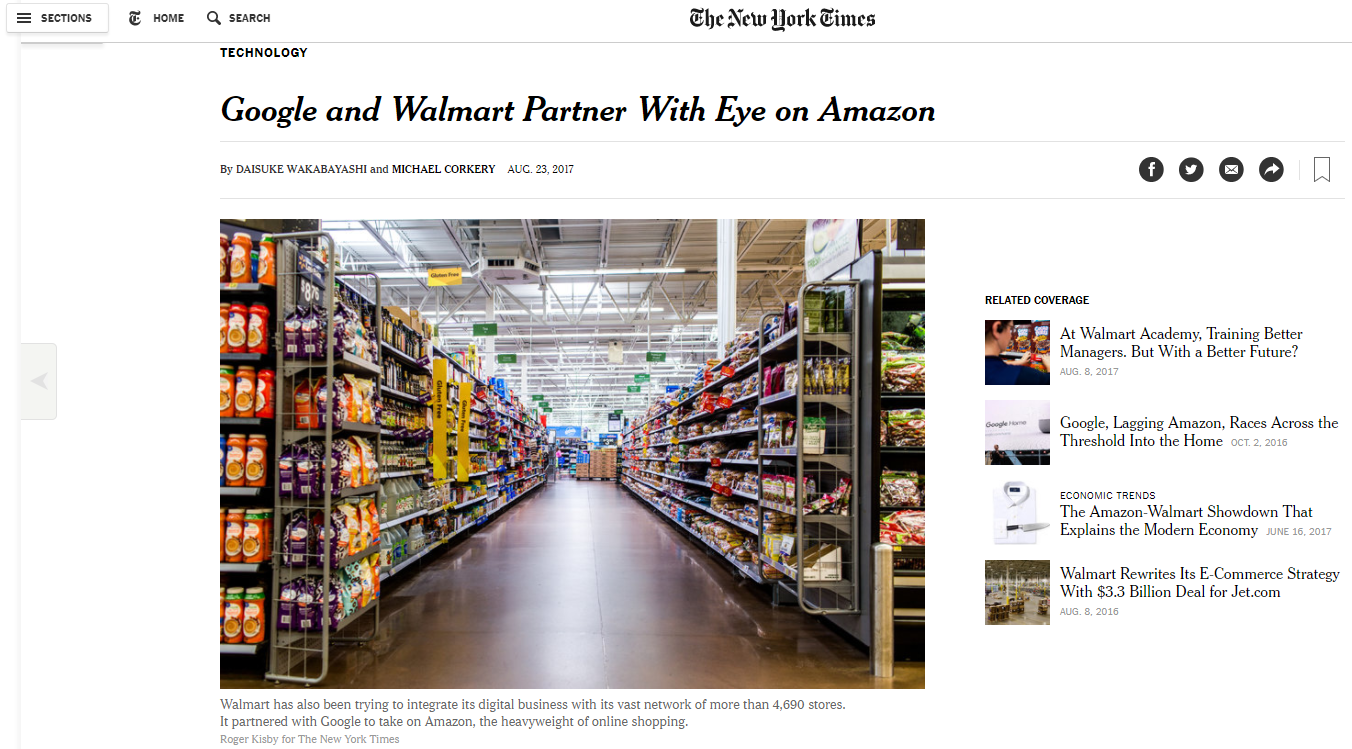 SECTIONS
HOME
SEARCH
The New York Times
TECHNOLOGY
Google and Walmart Partner With Eye on Amazon
By DAISUKE WAKABAYASHI and MICHAEL CORKERY AUG. 23, 2017
Gluten Free
Gluten Free
Gluten Free
RELATED COVERAGE
At Walmart Academy, Training Better
Managers. But With a Better Future?
AUG. 8, 2017
Google Home
Google, Lagging Amazon, Races Across the
Threshold Into the Home OCT. 2, 2016
ECONOMIC TRENDS
The Amazon-Walmart Showdown That
Explains the Modern Economy JUNE 16, 2017
Walmart Rewrites Its E-Commerce Strategy
With $3.3 Billion Deal for Jet.com
AUG. 8, 2016
Walmart has also been trying to integrate its digital business with its vast network of more than 4,690 stores.
It partnered with Google to take on Amazon, the heavyweight of online shopping.
Roger Kisby for The New York Times